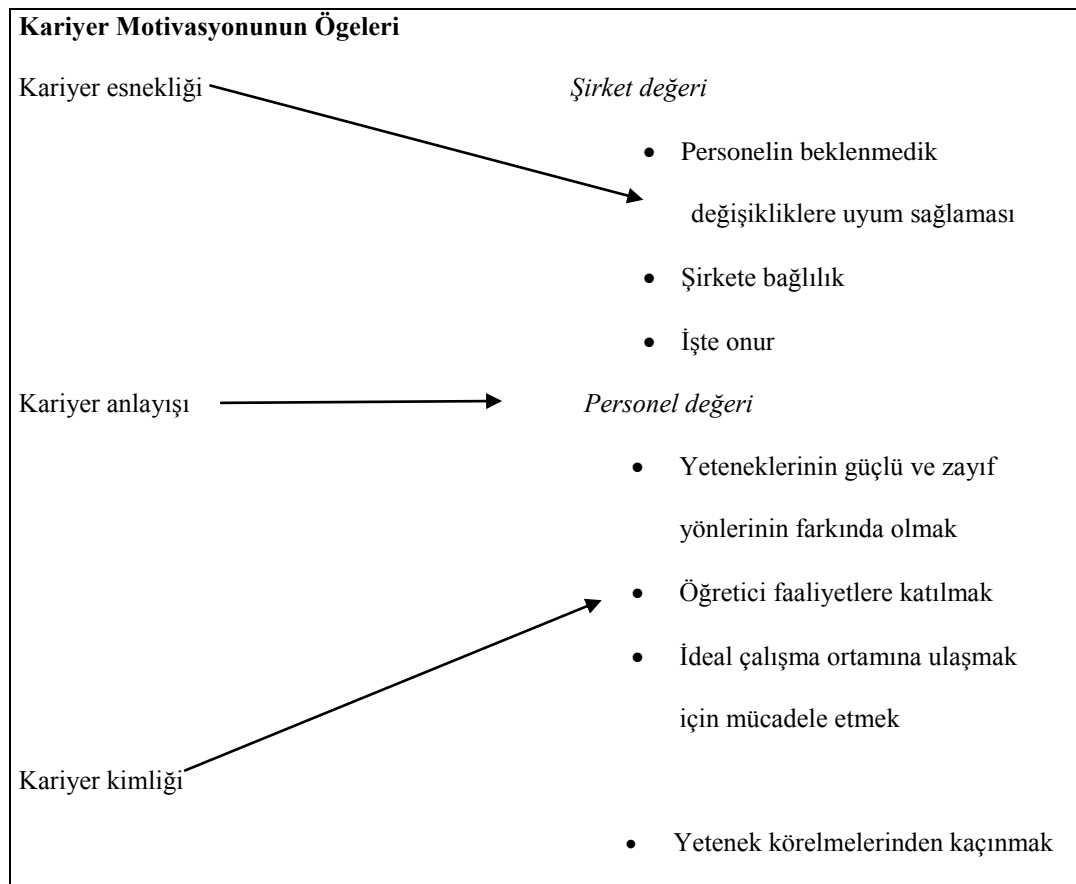 Kariyer Motivasyonunun Ögeleri
Kariyer esnekliği Şirket değeri
• Personelin beklenmedik
değişikliklere uyum sağlaması
• Şirkete bağlılık
• İşte onur
Kariyer anlayışı Personel değeri
• Yeteneklerinin güçlü ve zayıf
yönlerinin farkında olmak
• Öğretici faaliyetlere katılmak
• İdeal çalışma ortamına ulaşmak
için mücadele etmek
Kariyer kimliği
• Yetenek körelmelerinden kaçınmak